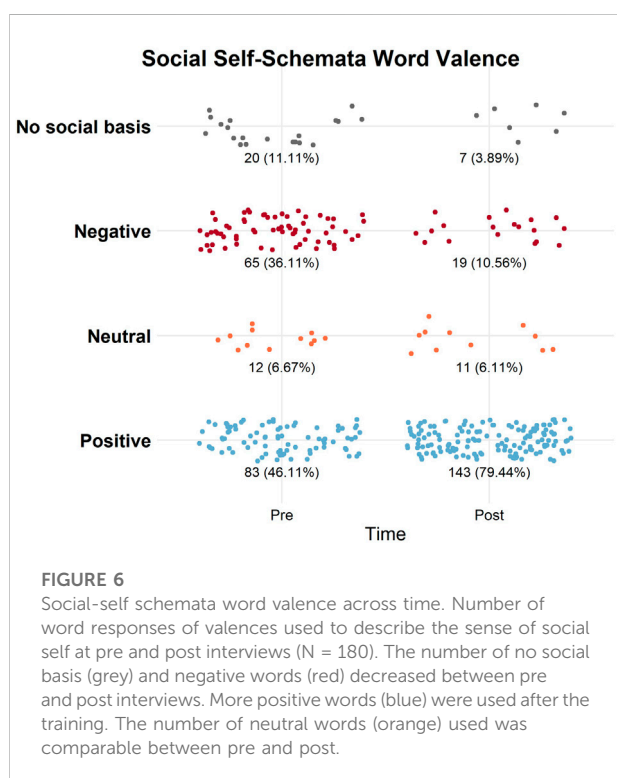 Social Self-Schemata Word Valence
No social basis
20 (11.11%)
7 (3.89%)
Negative
65 (36.11%)
19 (10.56%)
Neutral
12 (6.67%)
11 (6.11%)
Positive
83 (46.11%)
143 (79.44%)
Pre
Post
Time
FIGURE 6
Social-self schemata word valence across time. Number of
word responses of valences used to describe the sense of social
self at pre and post interviews (N = 180). The number of no social
basis (grey) and negative words (red) decreased between pre
and post interviews. More positive words (blue) were used after the
training. The number of neutral words (orange) used was
comparable between pre and post.